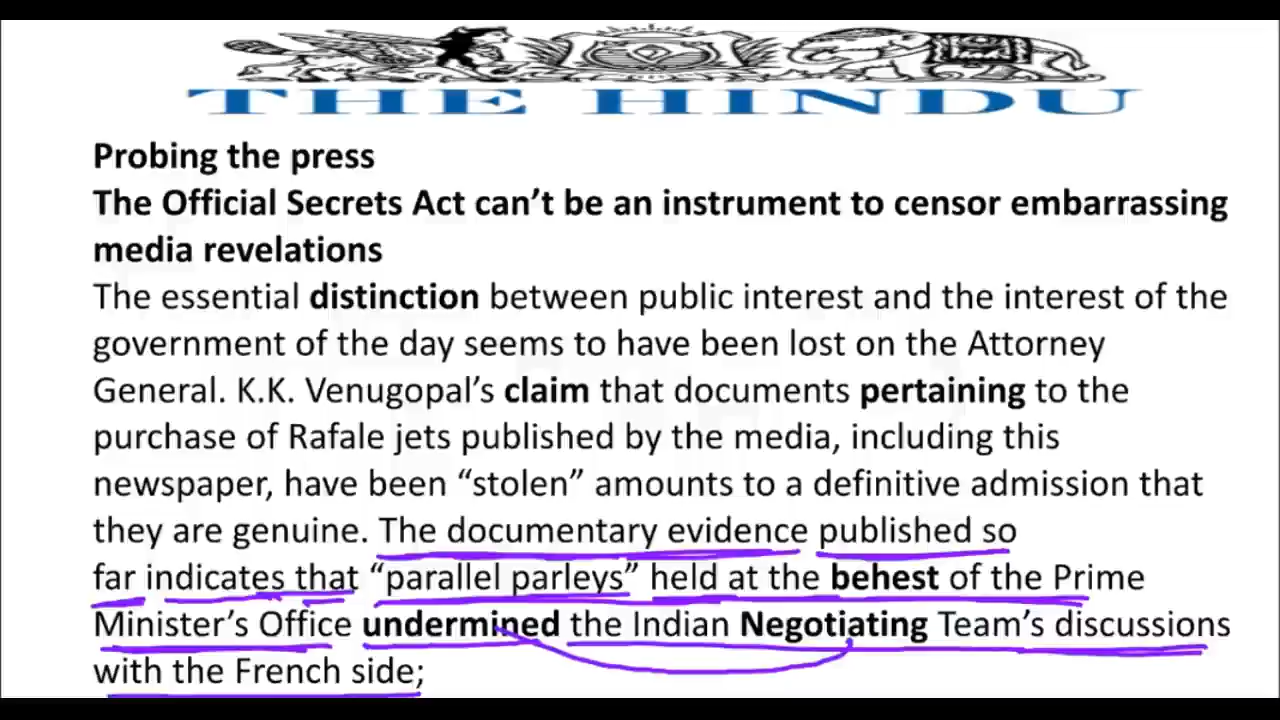 THE HINDU
Probing the press
The Official Secrets Act can’t be an instrument to censor embarrassing
media revelations
The essential distinction between public interest and the interest of the
government of the day seems to have been lost on the Attorney
General. K.K. Venugopal’s claim that documents pertaining to the
purchase of Rafale jets published by the media, including this
newspaper, have been “stolen” amounts to a definitive admission that
they are genuine. The documentary evidence published so
far indicates that “parallel parleys” held at the behest of the Prime
Minister’s Office undermined the Indian Negotiating Team’s discussions
with the French side;